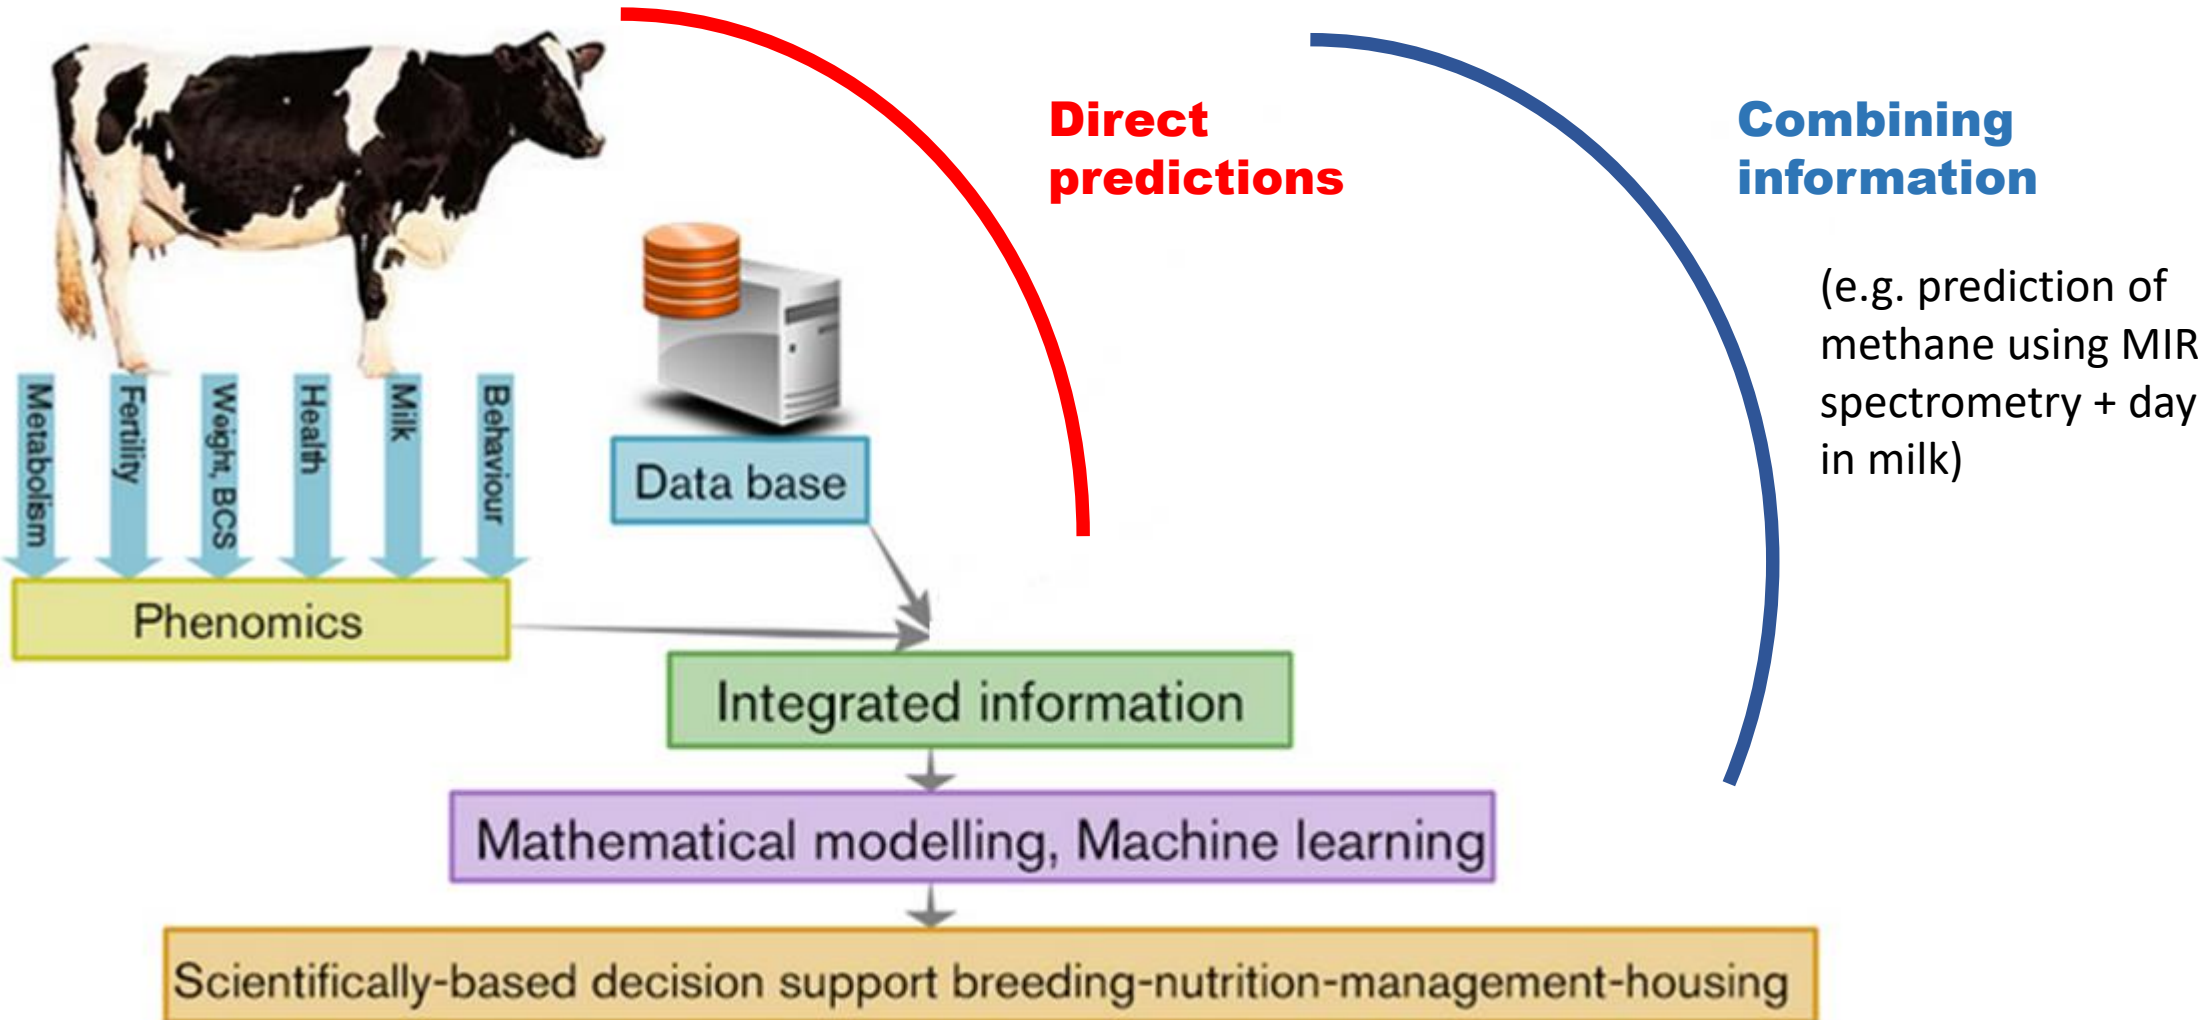 Direct
predictions
Combining
information
(e.g. prediction of
methane using MIR
spectrometry + day
in milk)
Metabolism
Fertility
Weight, BCS
Health
Milk
Behaviour
Data base
Phenomics
Integrated information
Mathematical modelling, Machine learning
Scientifically-based decision support breeding-nutrition-management-housing